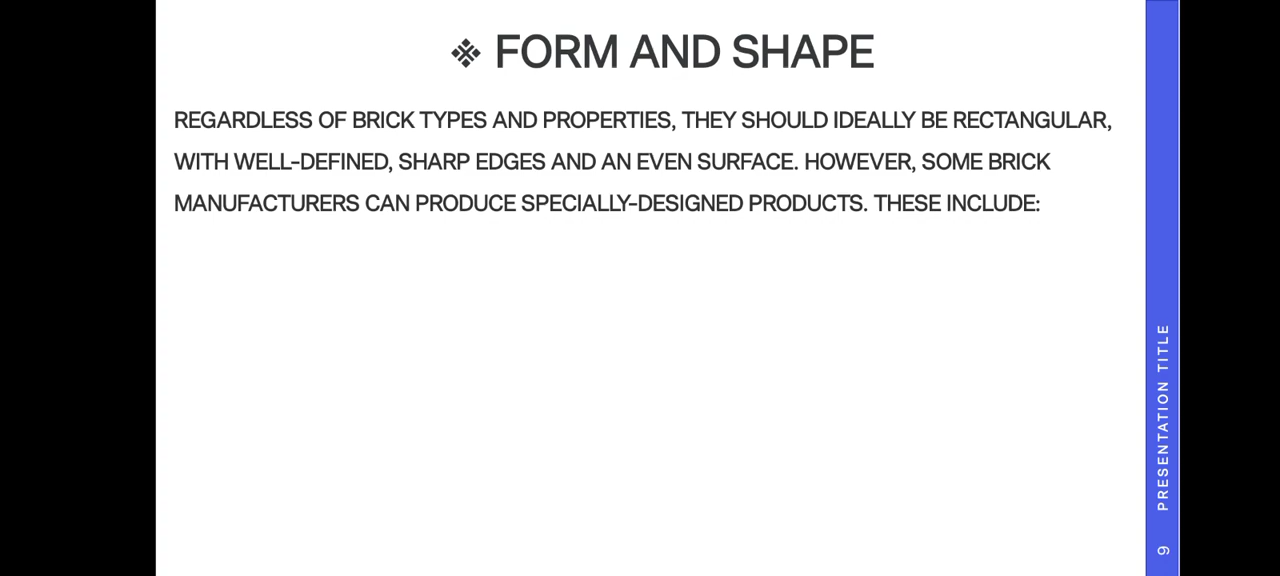 ❖ FORM AND SHAPE
REGARDLESS OF BRICK TYPES AND PROPERTIES, THEY SHOULD IDEALLY BE RECTANGULAR,
WITH WELL-DEFINED, SHARP EDGES AND AN EVEN SURFACE. HOWEVER, SOME BRICK
MANUFACTURERS CAN PRODUCE SPECIALLY-DESIGNED PRODUCTS. THESE INCLUDE:
PRESENTATION TITLE
9